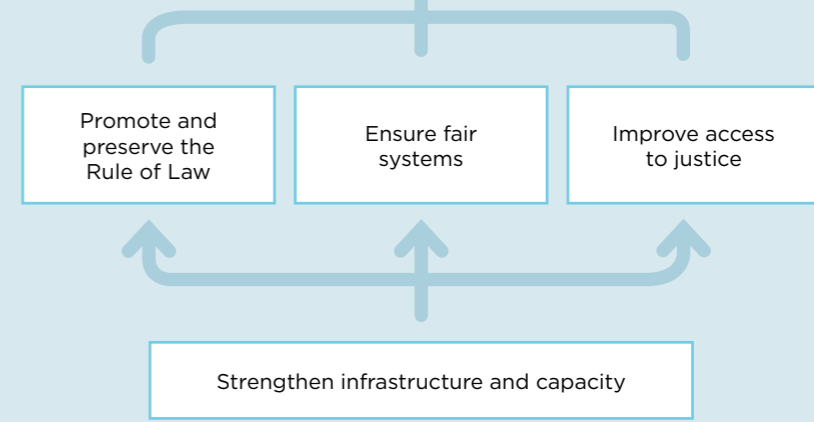 Promote and
preserve the
Rule of Law
Ensure fair
systems
Improve access
to justice
Strengthen infrastructure and capacity